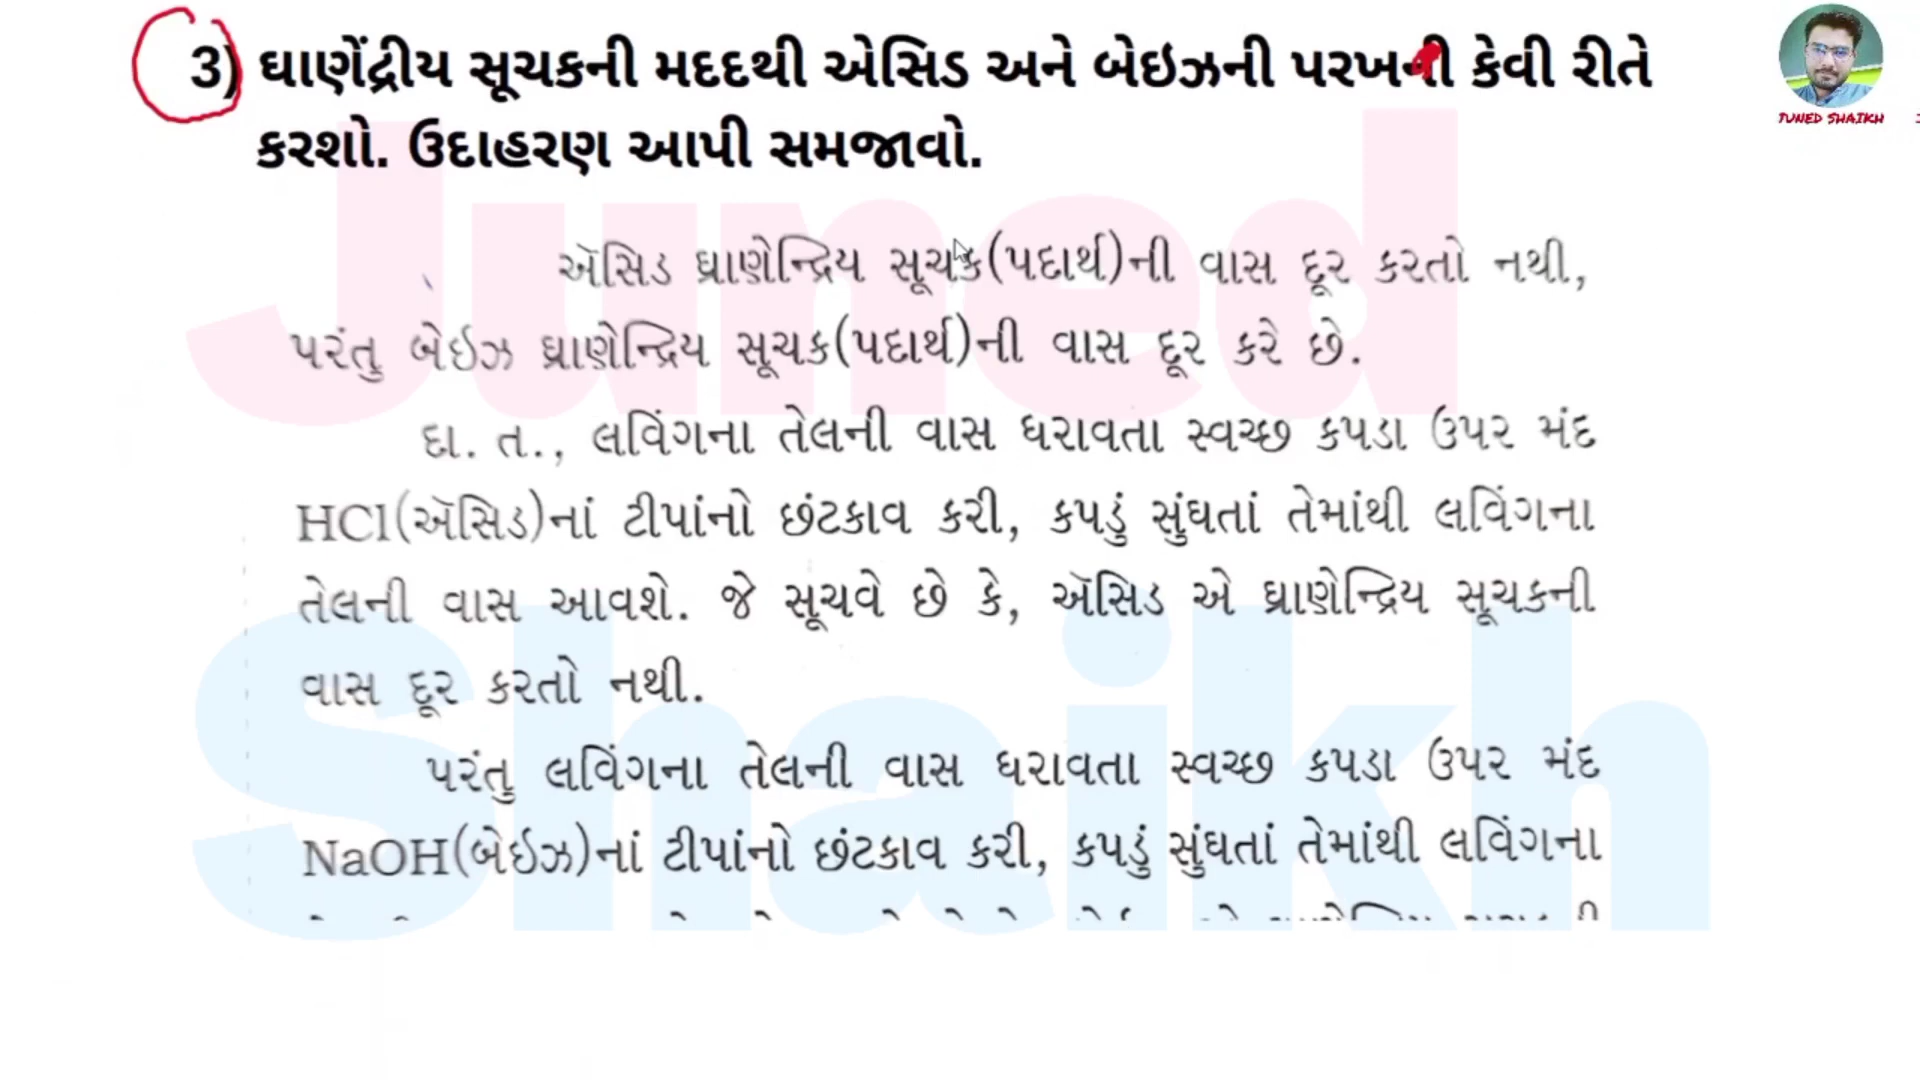 3) ઘાણેંદ્રીય સૂચકની મદદથી એસિડ અને બેઇઝની પરખની કેવી રીતે
કરશો. ઉદાહરણ આપી સમજાવો.
JUNED SHAIKH
ઍસિડ ઘ્રાણેન્દ્રિય સૂચક(પદાર્થ)ની વાસ દૂર કરતો નથી,
પરંતુ બેઇઝ ઘ્રાણેન્દ્રિય સૂચક(પદાર્થ)ની વાસ દૂર કરે છે.
દા. ત., લવિંગના તેલની વાસ ધરાવતા સ્વચ્છ કપડા ઉપર મંદ
HCl(ઍસિડ)નાં ટીપાંનો છંટકાવ કરી, કપડું સુંઘતાં તેમાંથી લવિંગના
તેલની વાસ આવશે. જે સૂચવે છે કે, ઍસિડ એ ઘ્રાણેન્દ્રિય સૂચકની
વાસ દૂર કરતો નથી.
પરંતુ લવિંગના તેલની વાસ ધરાવતા સ્વચ્છ કપડા ઉપર મંદ
NaOH(બેઇઝ)નાં ટીપાંનો છંટકાવ કરી, કપડું સુંઘતાં તેમાંથી લવિંગના
Juned
Shaikh